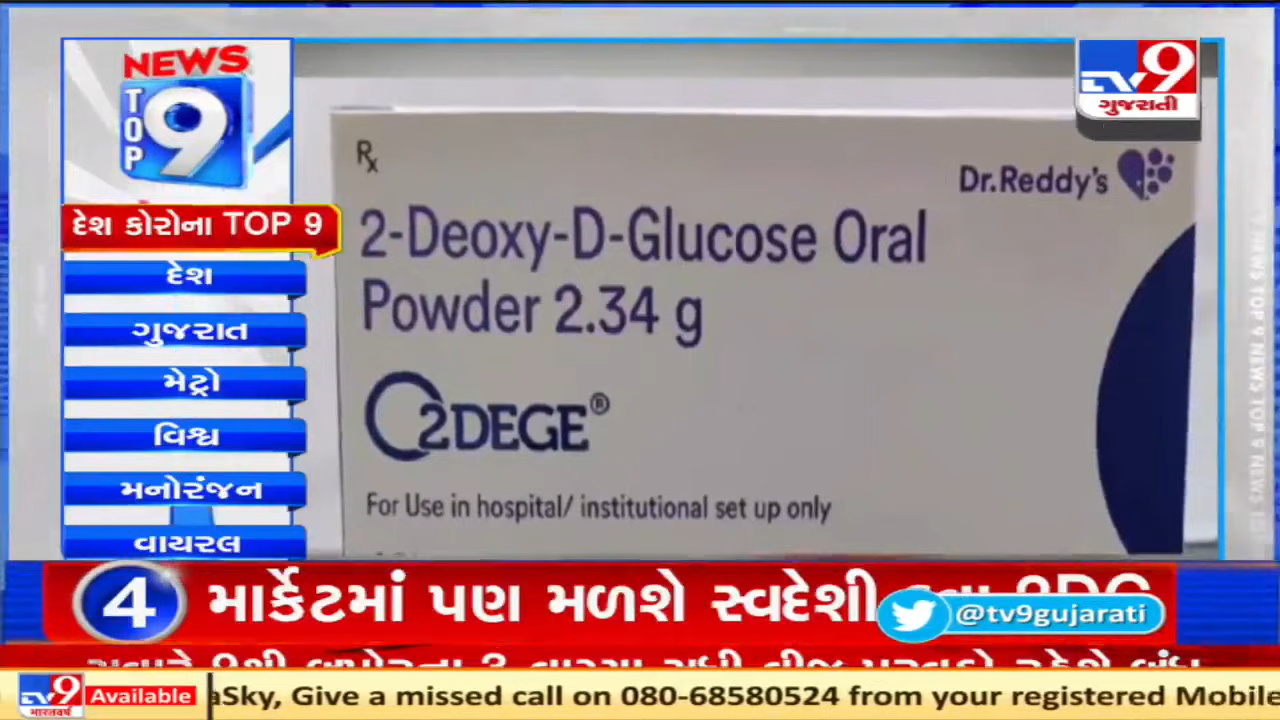 NEWS
TOP
9
TV9
ગુજરાતી
દેશ કોરોના TOP 9
દેશ
ગુજરાત
મેટ્રો
વિશ્વ
મનોરંજન
વાયરલ
Rx
Dr.Reddy's
2-Deoxy-D-Glucose Oral
Powder 2.34 g
2DEGE®
For Use in hospital/ institutional set up only
4 માર્કેટમાં પણ મળશે સ્વદેશી
@tv9gujarati
TV9
भारतवर्ष
Available
aSky, Give a missed call on 080-68580524 from your registered Mobile